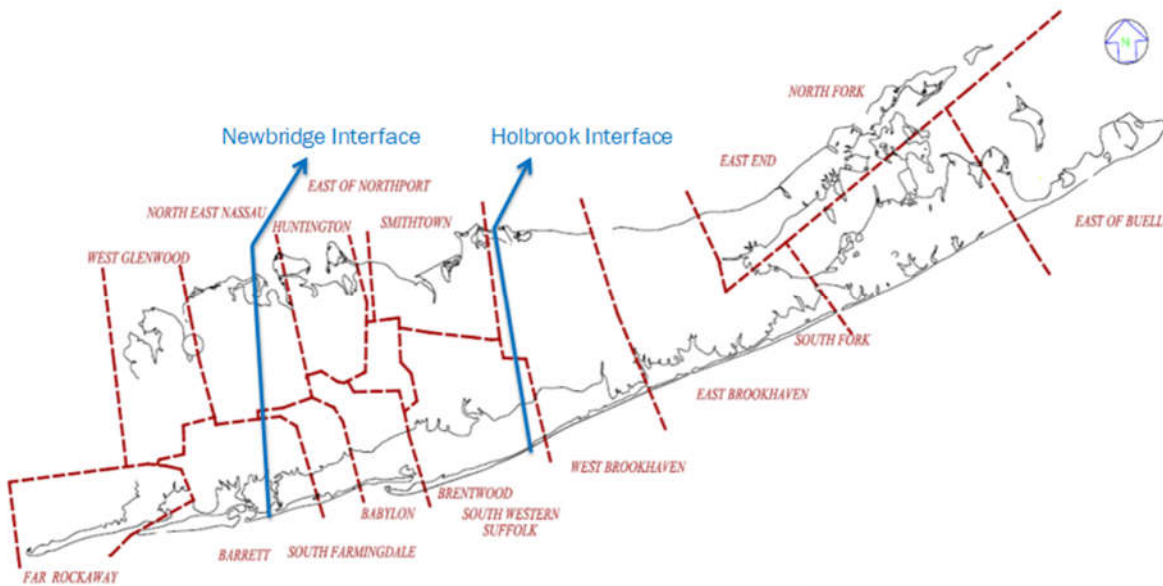 N
NORTH FORK
Newbridge Interface
Holbrook Interface
EAST END
EAST OF NORTHPORT
NORTH EAST NASSAU
HUNTINGTON
SMITHTOWN
EAST OF BUELL
WEST GLENWOOD
SOUTH FORK
EAST BROOKHAVEN
WEST BROOKHAVEN
BRENTWOOD
BABYLON
SOUTH WESTERN
SUFFOLK
BARRETT
SOUTH FARMINGDALE
FAR ROCKAWAY